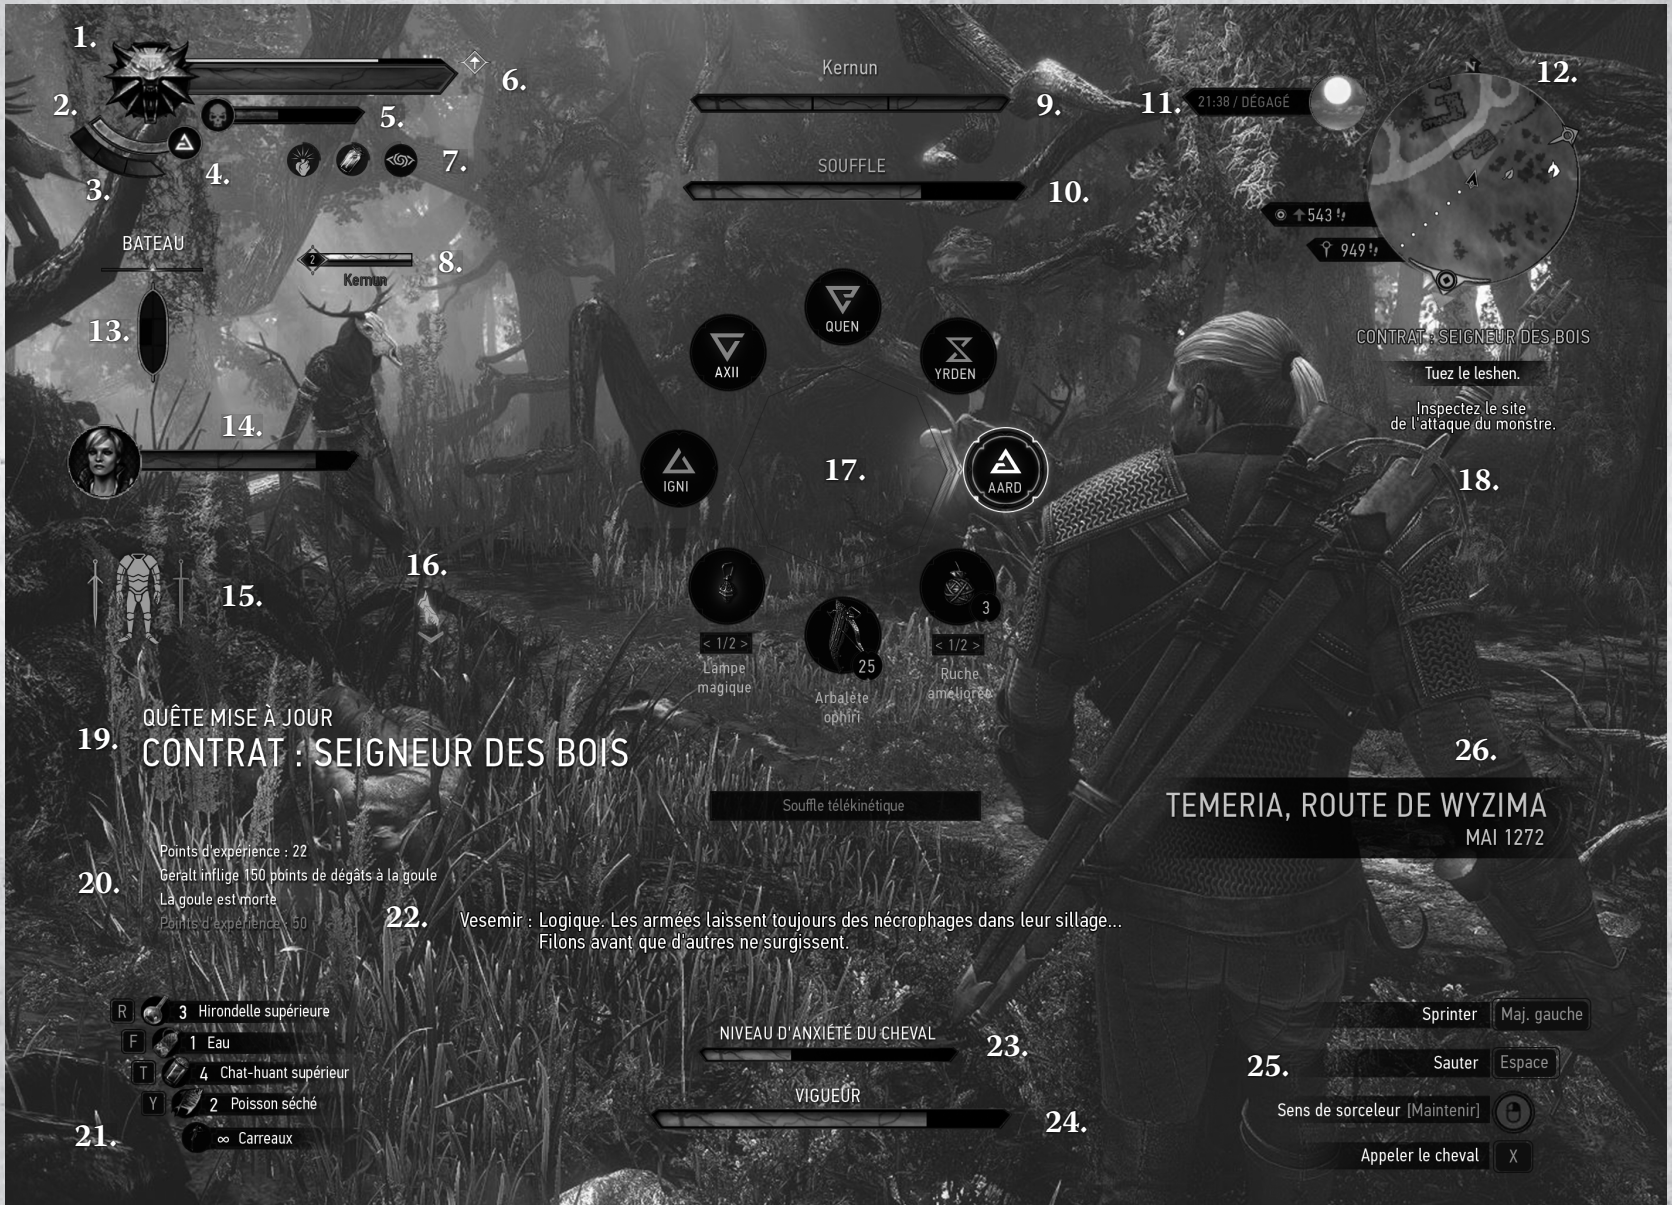 1.
2.
3.
4.
5.
6.
7.
Kernun
9.
SOUFFLE
10.
11.
21:38 / DÉGAGÉ
12.
N
543
949
BATEAU
13.
2
Kernun
8.
QUEN
AXII
YRDEN
IGNI
17.
AARD
CONTRAT : SEIGNEUR DES BOIS
Tuez le leshen.
Inspectez le site
de l'attaque du monstre.
18.
14.
15.
16.
< 1/2 >
Lampe
magique
25
Arbalète
ophiri
3
< 1/2 >
Ruche
améliorée
19.
QUÊTE MISE À JOUR
CONTRAT : SEIGNEUR DES BOIS
Souffle télékinétique
26.
TEMERIA, ROUTE DE WYZIMA
MAI 1272
20.
Points d'expérience : 22
Geralt inflige 150 points de dégâts à la goule
La goule est morte
Points d'expérience : 50
22.
Vesemir : Logique. Les armées laissent toujours des nécrophages dans leur sillage...
Filons avant que d'autres ne surgissent.
R 3 Hirondelle supérieure
F 1 Eau
T 4 Chat-huant supérieur
Y 2 Poisson séché
21.
∞ Carreaux
NIVEAU D'ANXIÉTÉ DU CHEVAL
23.
VIGUEUR
24.
25.
Sprinter Maj. gauche
Sauter Espace
Sens de sorceleur [Maintenir]
Appeler le cheval X